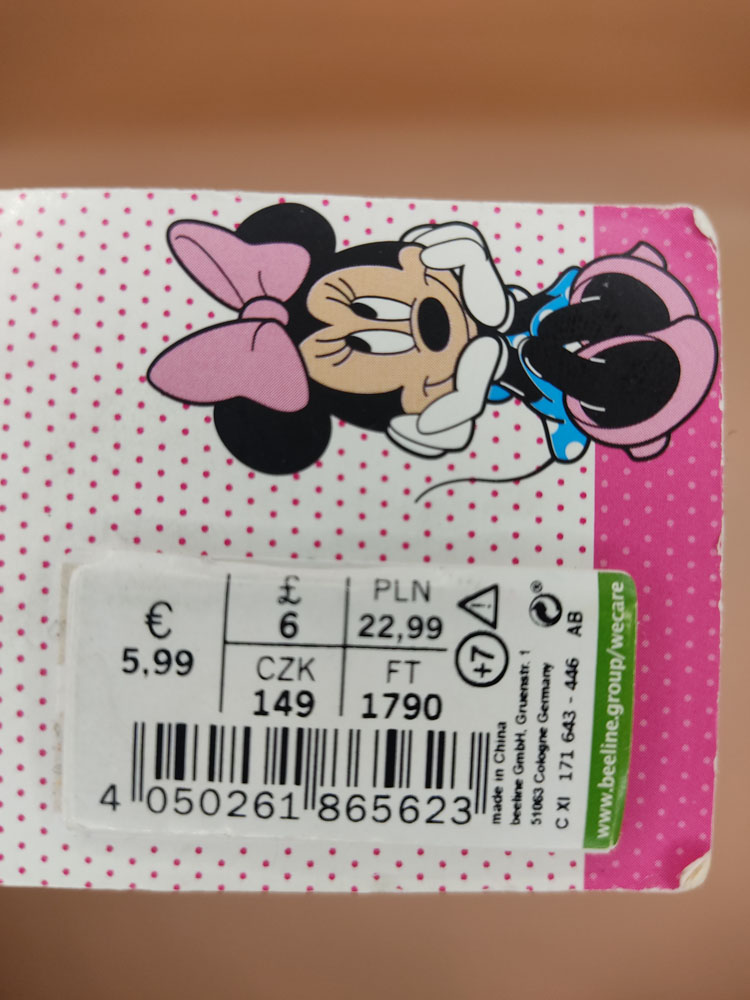 €
5,99
£
6
PLN
22,99
CZK
149
FT
1790
4 050261 865623
+7
made in China
beeline GmbH, Gruenstr. 1
51063 Cologne Germany
C XI 171 643 - 446 AB
www.beeline.group/wecare